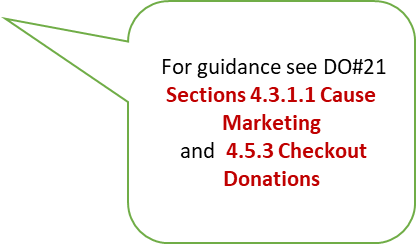 For guidance see DO#21
Sections 4.3.1.1 Cause
Marketing
and 4.5.3 Checkout
Donations